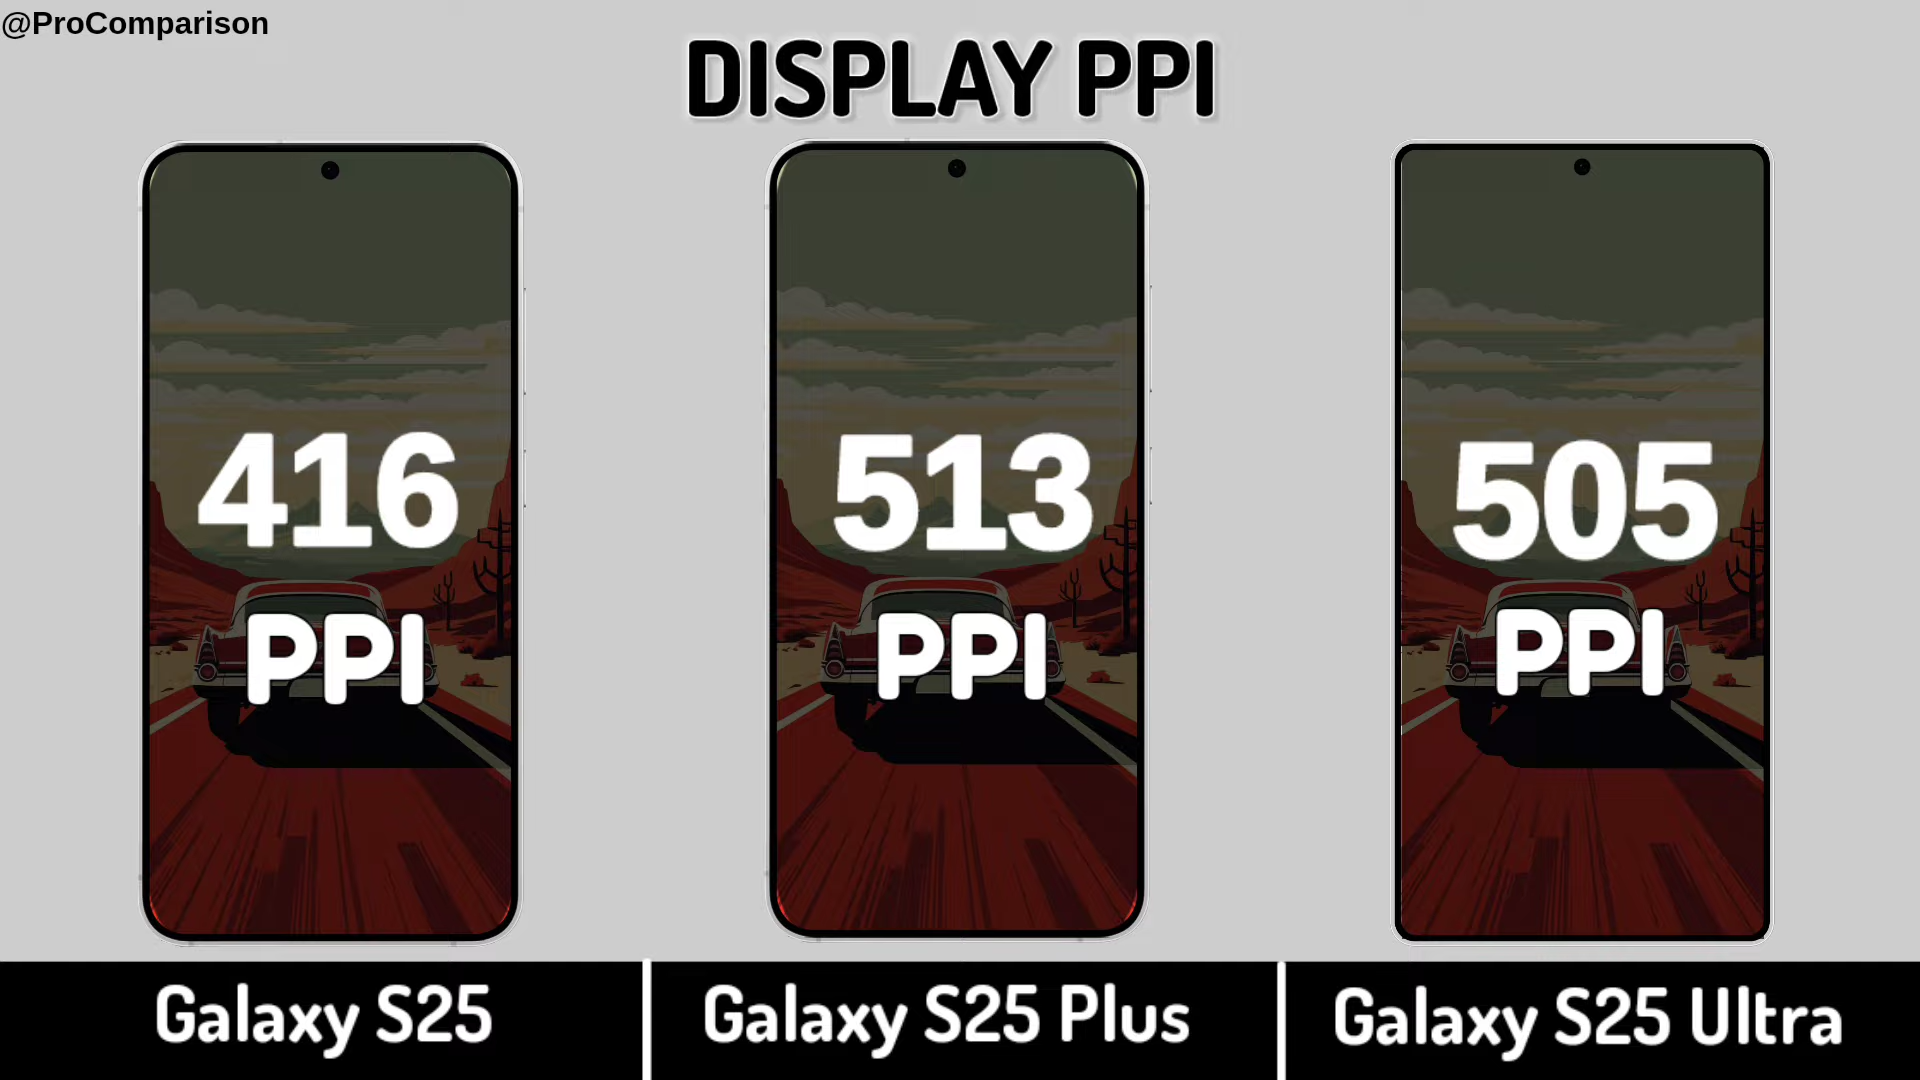 @ProComparison
DISPLAY PPI
416
PPI
513
PPI
505
PPI
Galaxy S25
Galaxy S25 Plus
Galaxy S25 Ultra